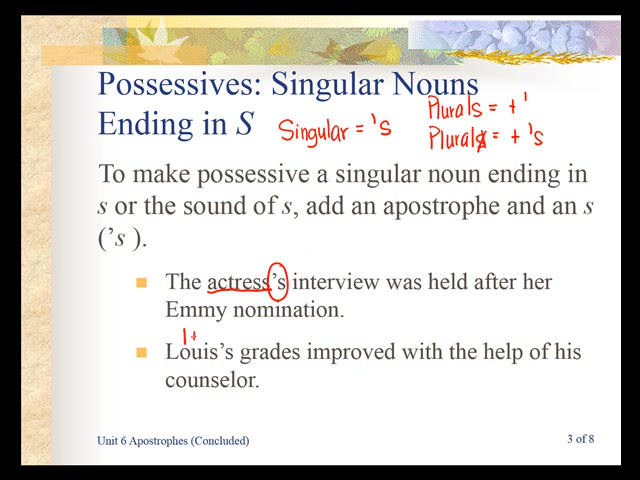 Possessives: Singular Nouns
Plurals = + '
Ending in S
Singular = 's
Plurals = + 's
To make possessive a singular noun ending in
s or the sound of s, add an apostrophe and an s
(’s ).
The actress’s interview was held after her
Emmy nomination.
1+
Louis’s grades improved with the help of his
counselor.
Unit 6 Apostrophes (Concluded)
3 of 8